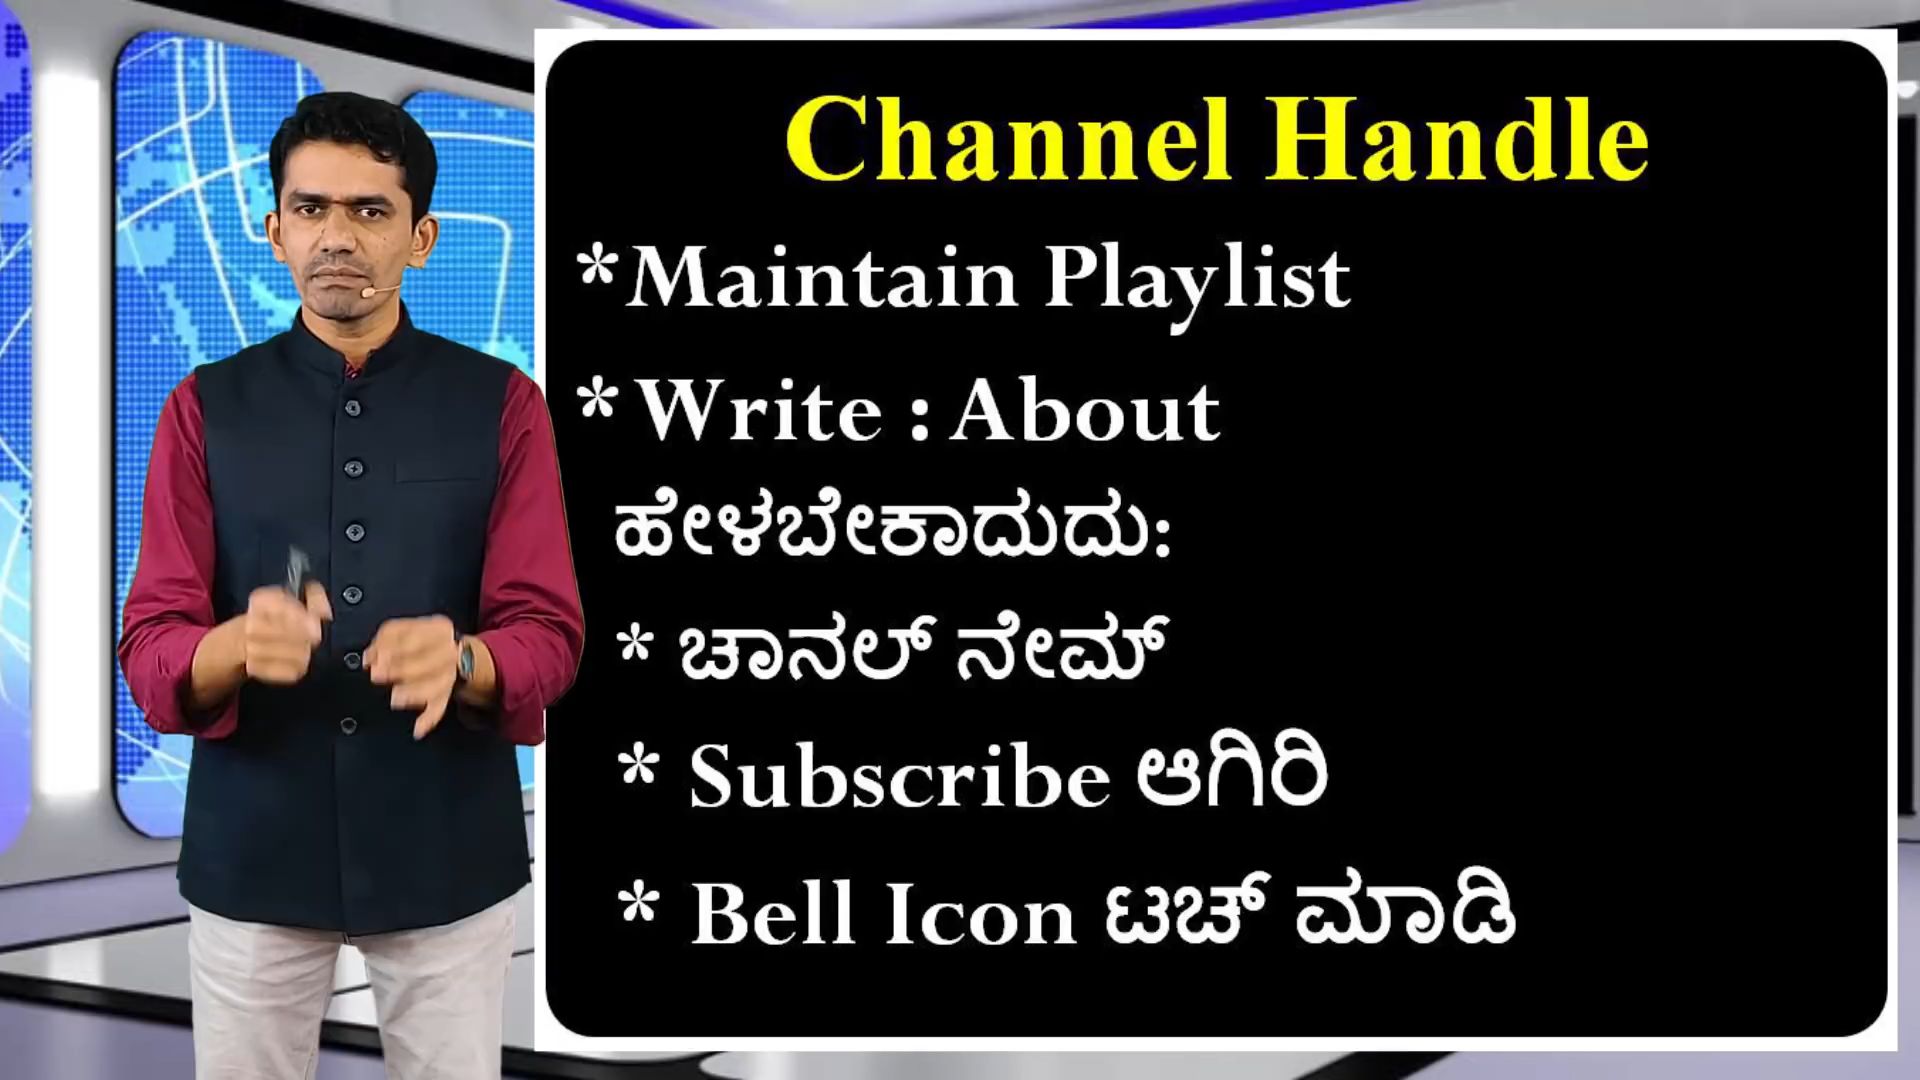 Channel Handle
*Maintain Playlist
* Write : About
ಹೇಳಬೇಕಾದುದು:
* ಚಾನಲ್ ನೇಮ್
* Subscribe ಆಗಿರಿ
* Bell Icon ಟಚ್ ಮಾಡಿ